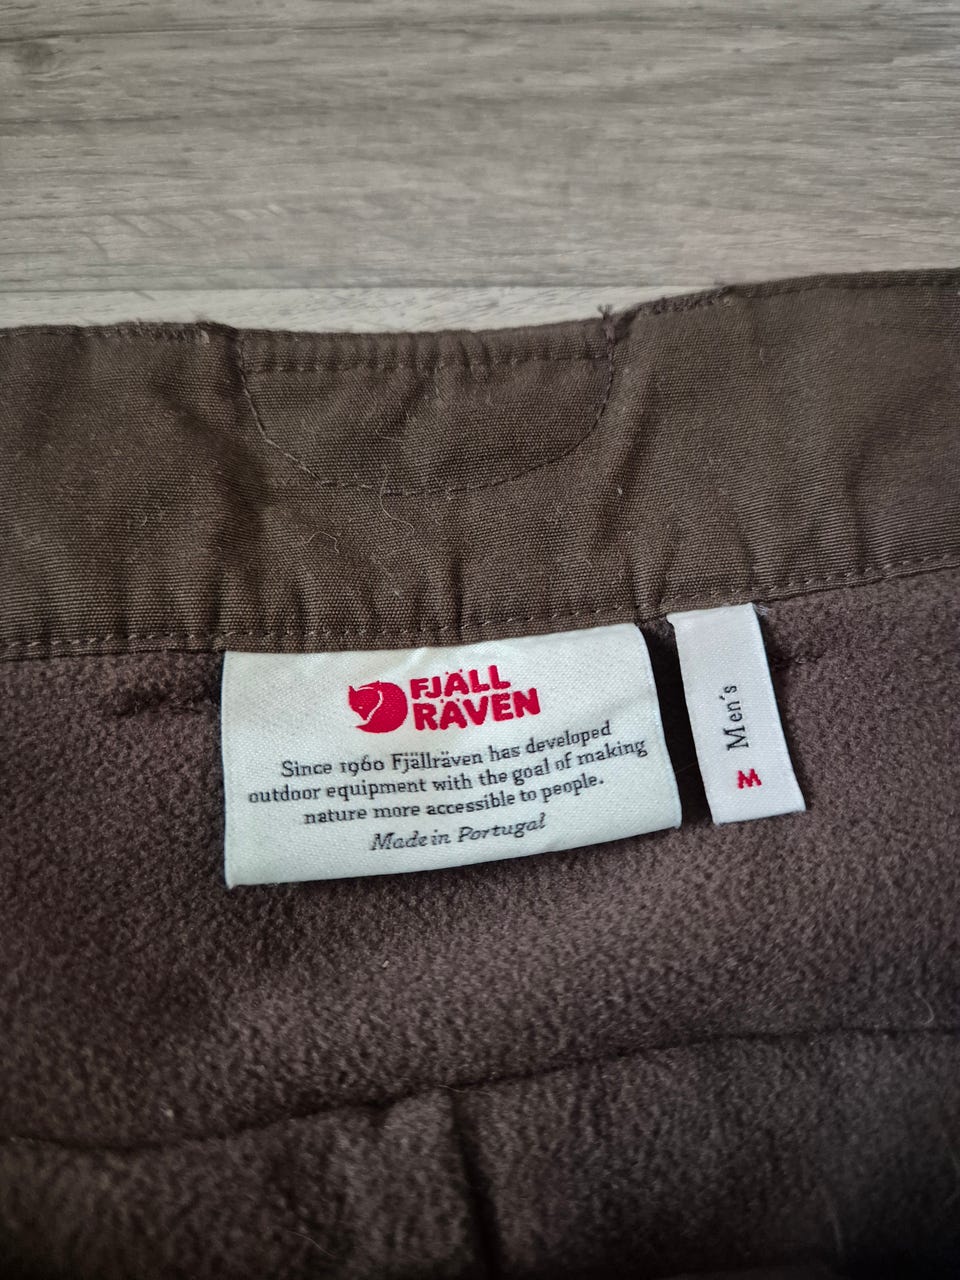 FJÄLL
RÄVEN
Since 1960 Fjällräven has developed
outdoor equipment with the goal of making
nature more accessible to people.
Made in Portugal
Men's
M